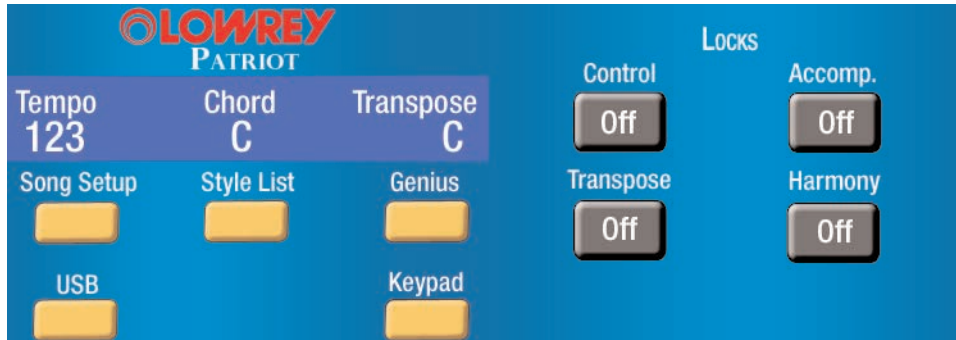 LOWREY
PATRIOT
Tempo Chord Transpose
123 C C
Song Setup Style List Genius
USB Keypad
LOCKS
Control Accomp.
Off Off
Transpose Harmony
Off Off